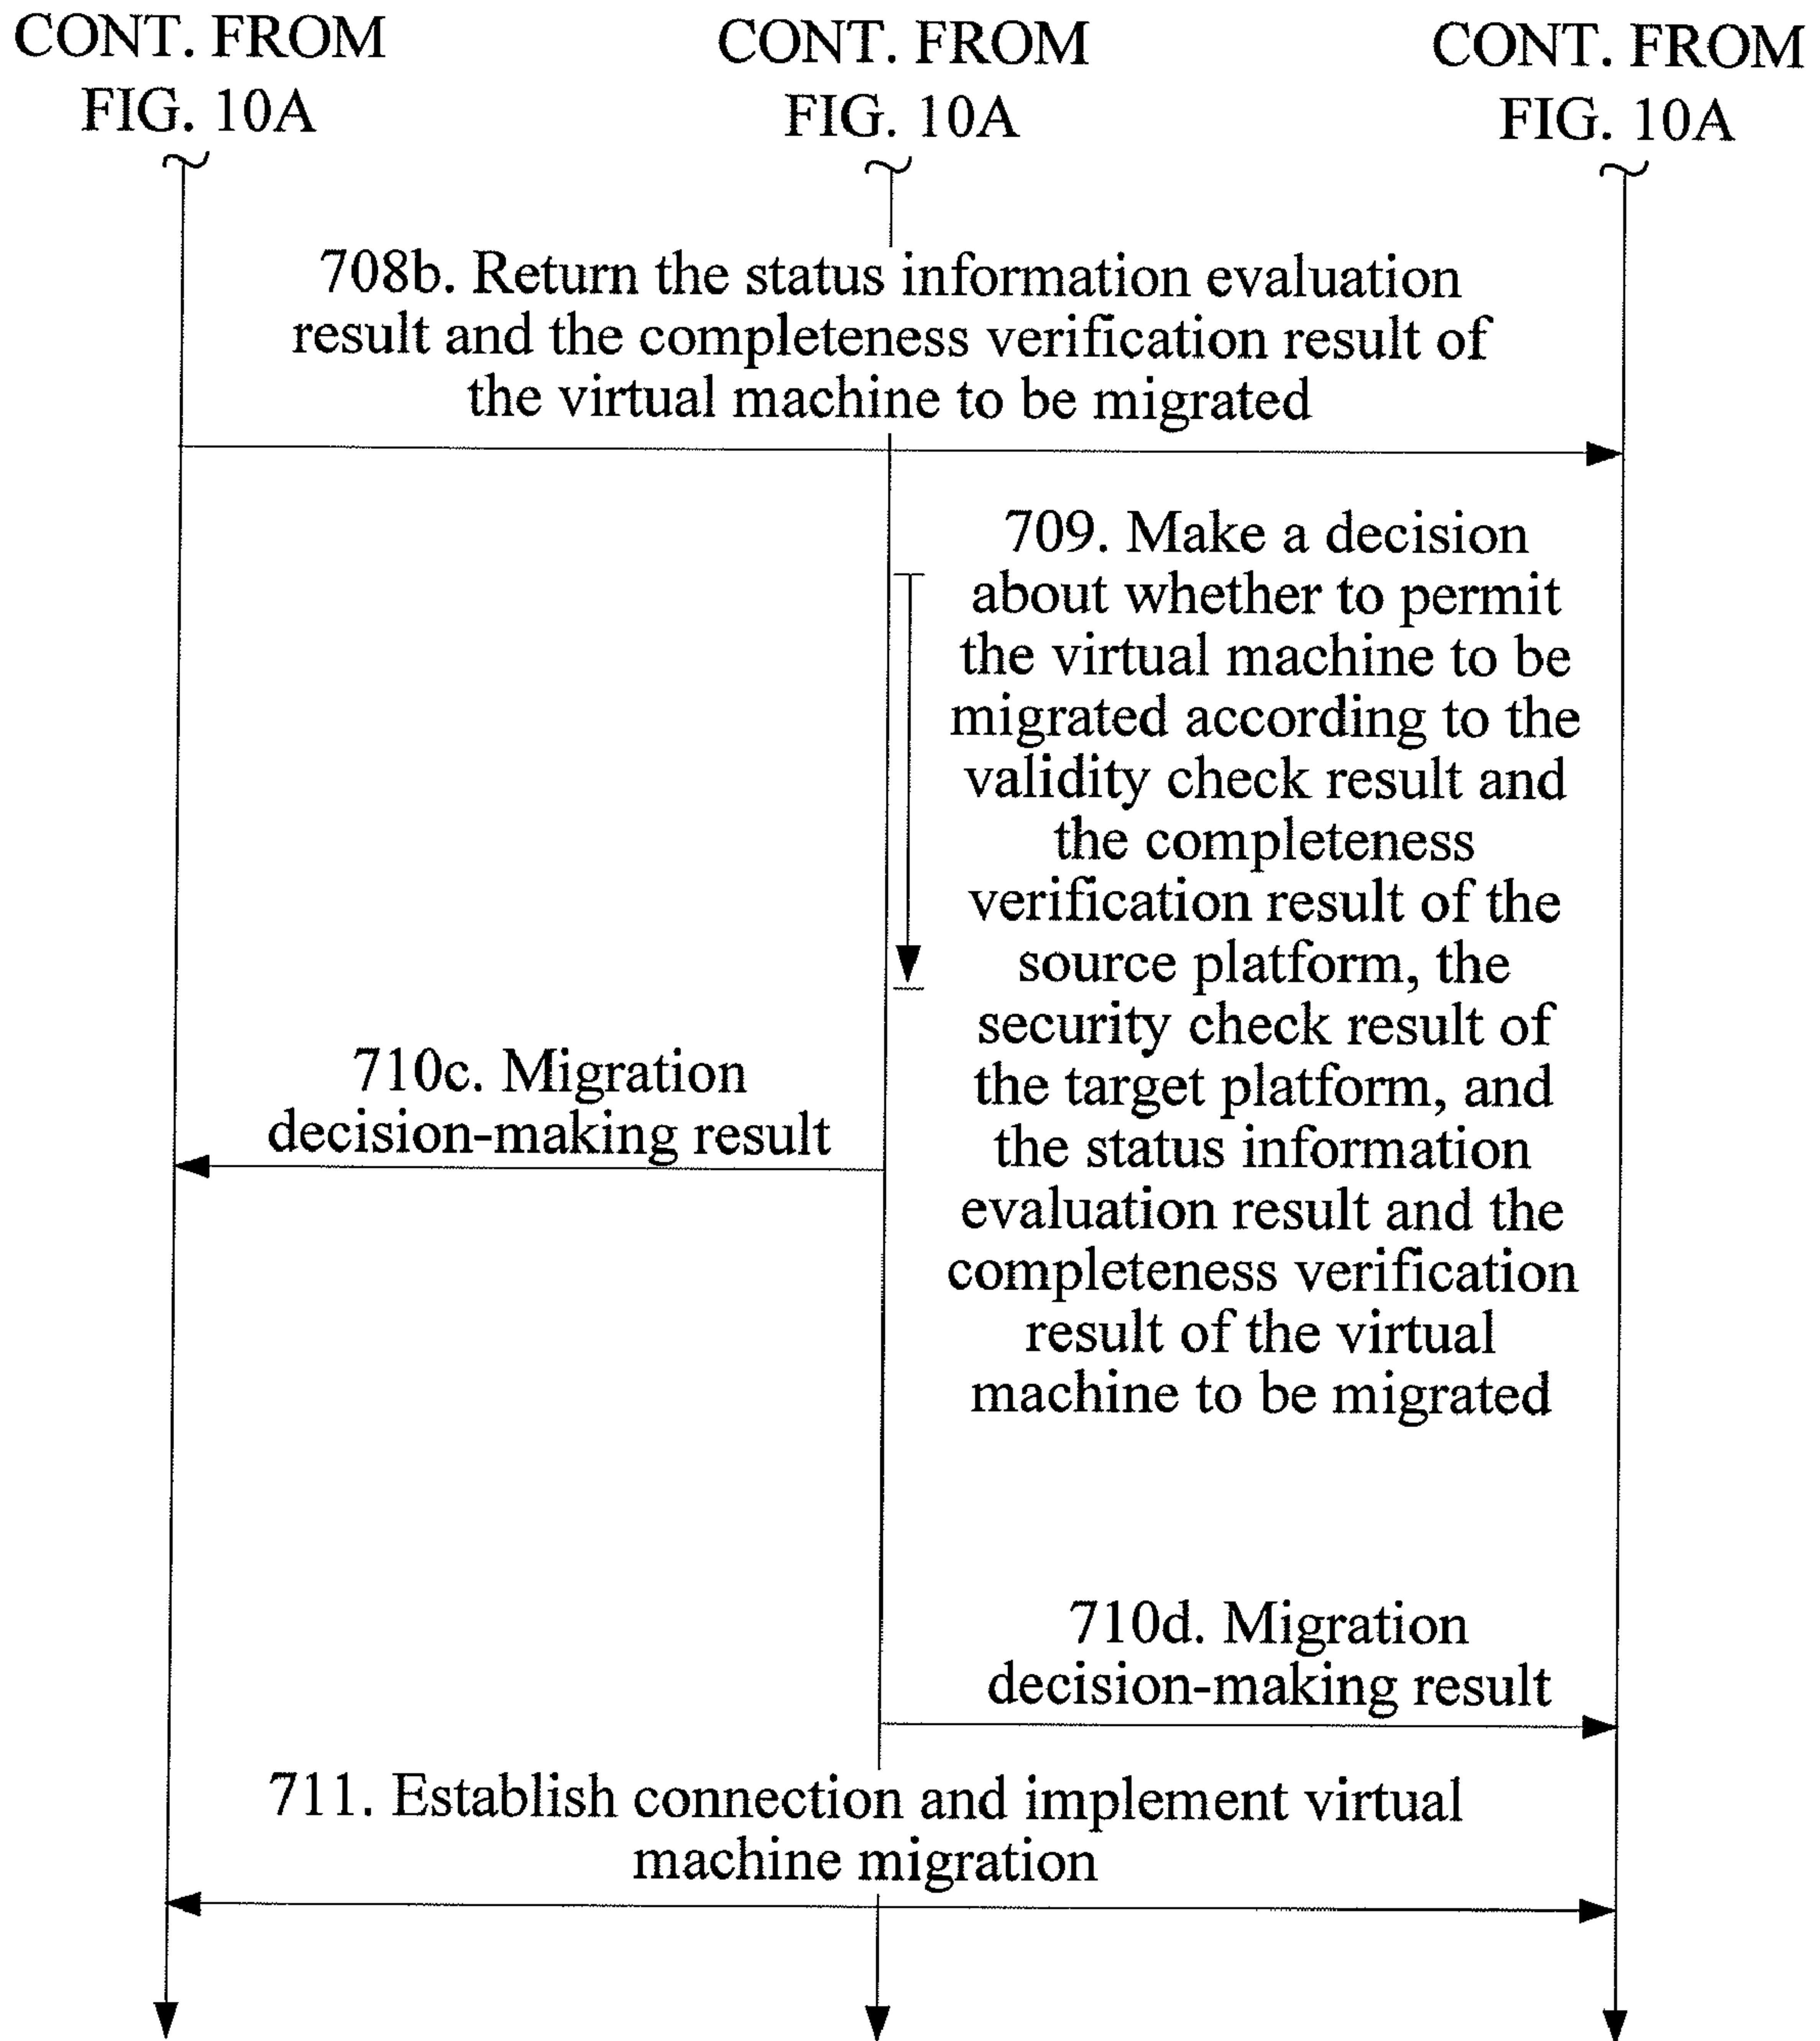 CONT. FROM
FIG. 10A
CONT. FROM
FIG. 10A
CONT. FROM
FIG. 10A
708b. Return the status information evaluation
result and the completeness verification result of
the virtual machine to be migrated
709. Make a decision
about whether to permit
the virtual machine to be
migrated according to the
validity check result and
the completeness
verification result of the
source platform, the
security check result of
the target platform, and
the status information
evaluation result and the
completeness verification
result of the virtual
machine to be migrated
710c. Migration
decision-making result
710d. Migration
decision-making result
711. Establish connection and implement virtual
machine migration